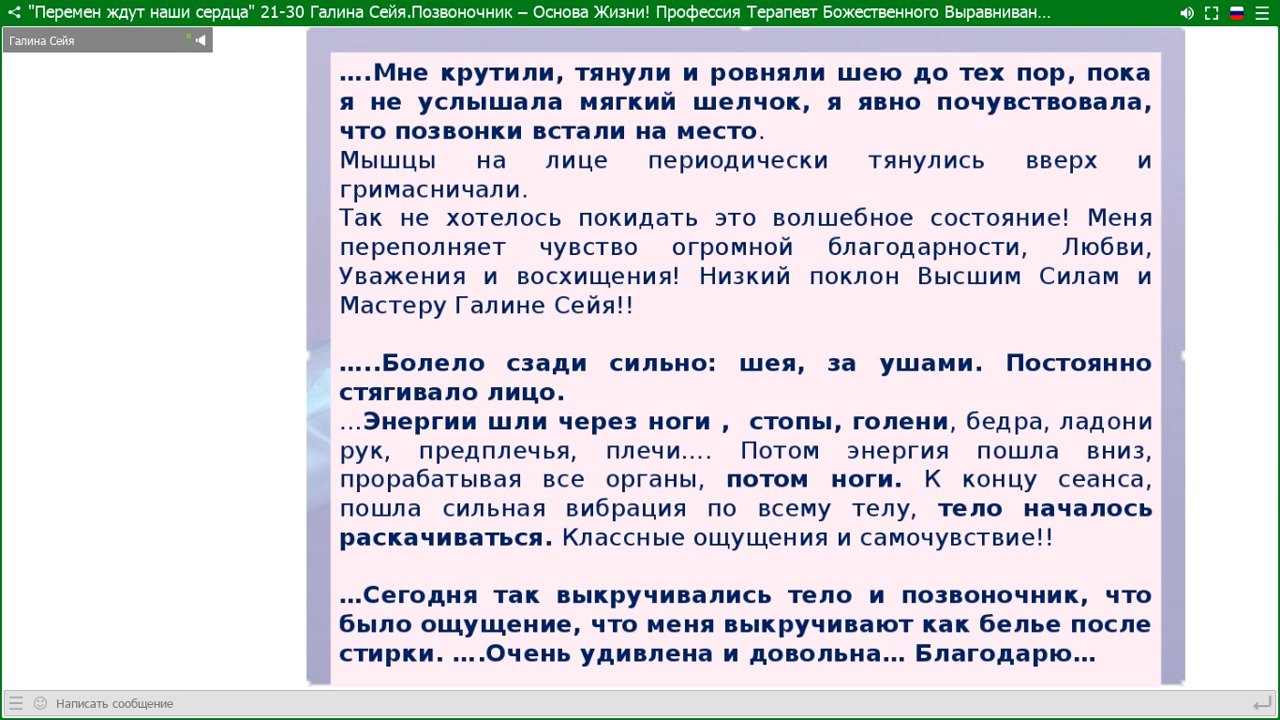 "Перемен ждут наши сердца" 21-30 Галина Сейя.Позвоночник – Основа Жизни! Профессия Терапевт Божественного Выравниван...
Галина Сейя
....Мне крутили, тянули и ровняли шею до тех пор, пока
я не услышала мягкий шелчок, я явно почувствовала,
что позвонки встали на место.
Мышцы на лице периодически тянулись вверх и
гримасничали.
Так не хотелось покидать это волшебное состояние! Меня
переполняет чувство огромной благодарности, Любви,
Уважения и восхищения! Низкий поклон Высшим Силам и
Мастеру Галине Сейя!!
.....Болело сзади сильно: шея, за ушами. Постоянно
стягивало лицо.
...Энергии шли через ноги , стопы, голени, бедра, ладони
рук, предплечья, плечи.... Потом энергия пошла вниз,
прорабатывая все органы, потом ноги. К концу сеанса,
пошла сильная вибрация по всему телу, тело началось
раскачиваться. Классные ощущения и самочувствие!!
...Сегодня так выкручивались тело и позвоночник, что
было ощущение, что меня выкручивают как белье после
стирки. ....Очень удивлена и довольна... Благодарю...
Написать сообщение